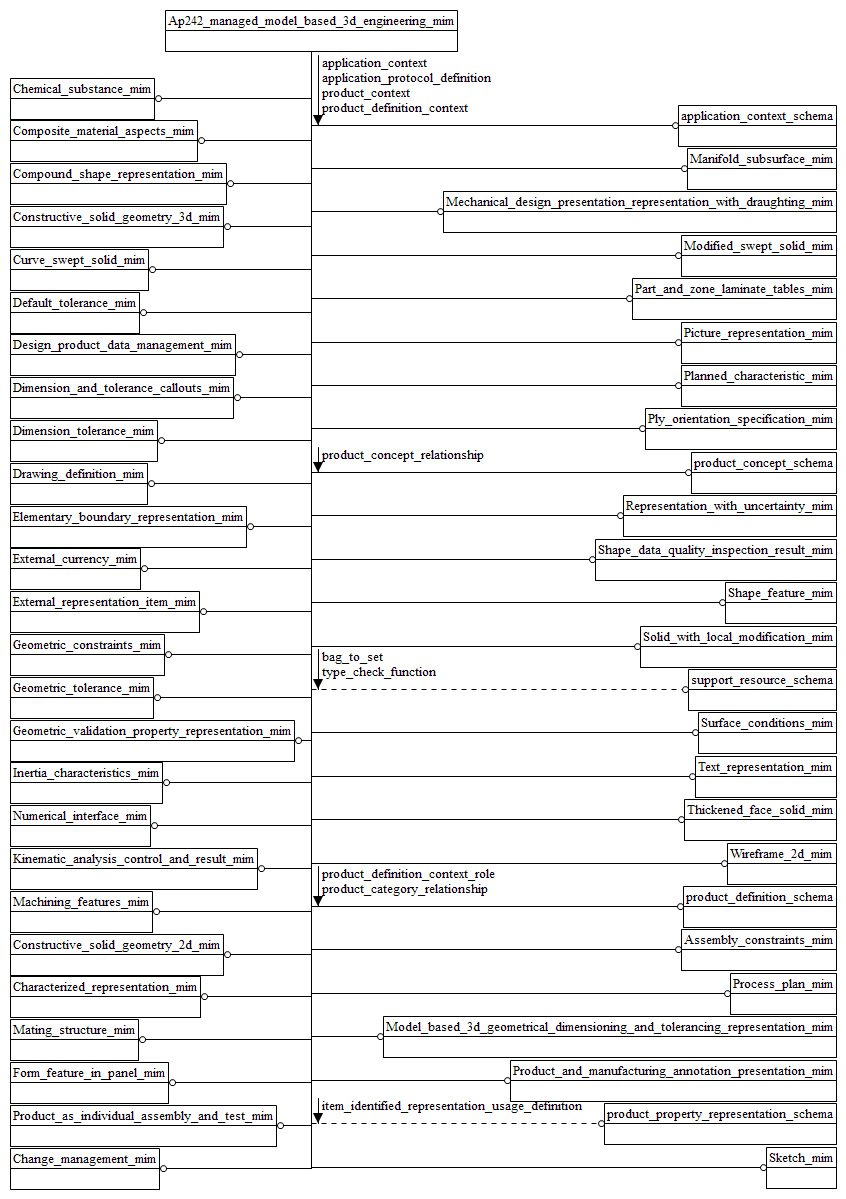 Ap242_managed_model_based_3d_engineering_mim
application_context
application_protocol_definition
product_context
product_definition_context
Chemical_substance_mim
application_context_schema
Composite_material_aspects_mim
Manifold_subsurface_mim
Compound_shape_representation_mim
Mechanical_design_presentation_representation_with_draughting_mim
Constructive_solid_geometry_3d_mim
Modified_swept_solid_mim
Curve_swept_solid_mim
Part_and_zone_laminate_tables_mim
Default_tolerance_mim
Picture_representation_mim
Design_product_data_management_mim
Planned_characteristic_mim
Dimension_and_tolerance_callouts_mim
Ply_orientation_specification_mim
Dimension_tolerance_mim
product_concept_relationship
product_concept_schema
Drawing_definition_mim
Representation_with_uncertainty_mim
Elementary_boundary_representation_mim
Shape_data_quality_inspection_result_mim
External_currency_mim
Shape_feature_mim
External_representation_item_mim
Solid_with_local_modification_mim
Geometric_constraints_mim
bag_to_set
type_check_function
support_resource_schema
Geometric_tolerance_mim
Surface_conditions_mim
Geometric_validation_property_representation_mim
Text_representation_mim
Inertia_characteristics_mim
Thickened_face_solid_mim
Numerical_interface_mim
Wireframe_2d_mim
Kinematic_analysis_control_and_result_mim
product_definition_context_role
product_category_relationship
product_definition_schema
Machining_features_mim
Assembly_constraints_mim
Constructive_solid_geometry_2d_mim
Process_plan_mim
Characterized_representation_mim
Model_based_3d_geometrical_dimensioning_and_tolerancing_representation_mim
Mating_structure_mim
Product_and_manufacturing_annotation_presentation_mim
Form_feature_in_panel_mim
item_identified_representation_usage_definition
product_property_representation_schema
Product_as_individual_assembly_and_test_mim
Sketch_mim
Change_management_mim